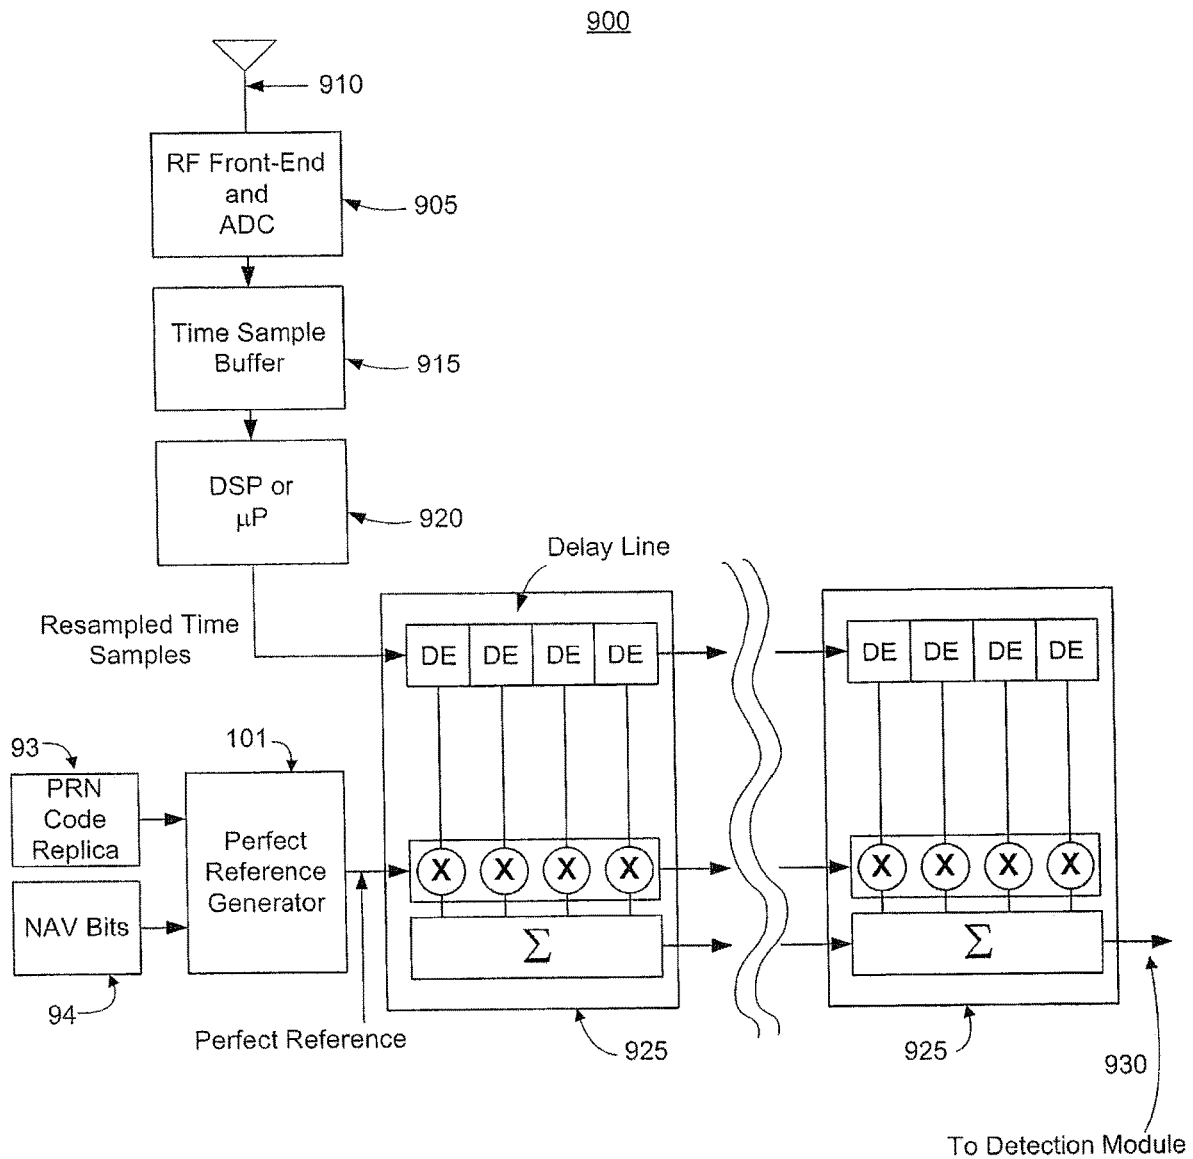 900
910
RF Front-End
and
ADC
905
Time Sample
Buffer
915
DSP or
μP
920
Delay Line
Resampled Time
Samples
DE DE DE DE
DE DE DE DE
93
101
PRN
Code
Replica
Perfect
Reference
Generator
X X X X
X X X X
NAV Bits
Σ
Σ
94
Perfect Reference
925
925
930
To Detection Module